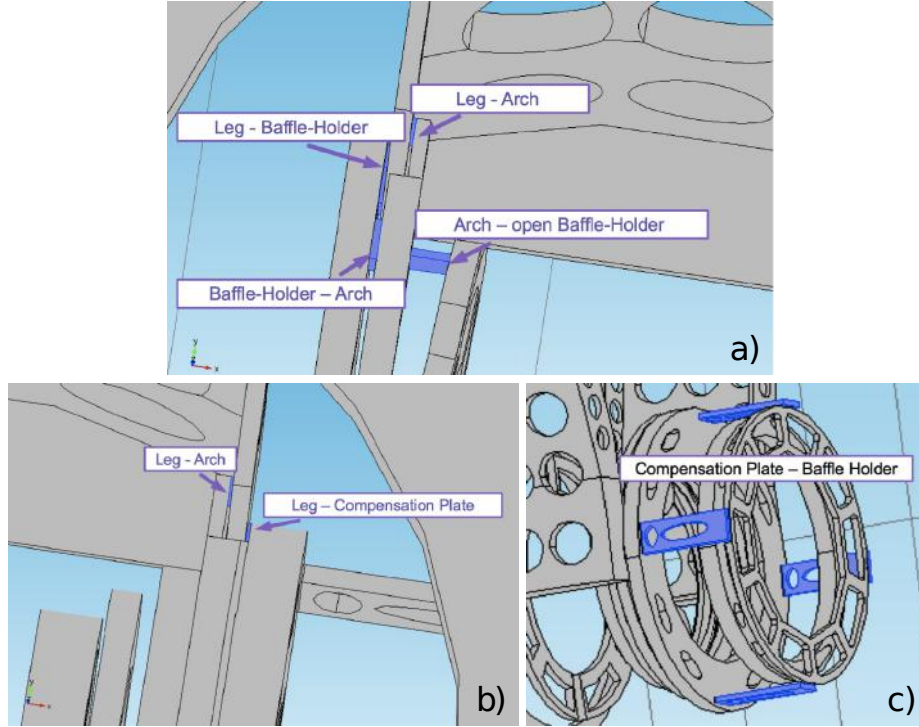 Leg - Arch
Leg - Baffle-Holder
Arch – open Baffle-Holder
Baffle-Holder – Arch
y
x
a)
Leg - Arch
Leg – Compensation Plate
y
x
b)
Compensation Plate – Baffle Holder
c)